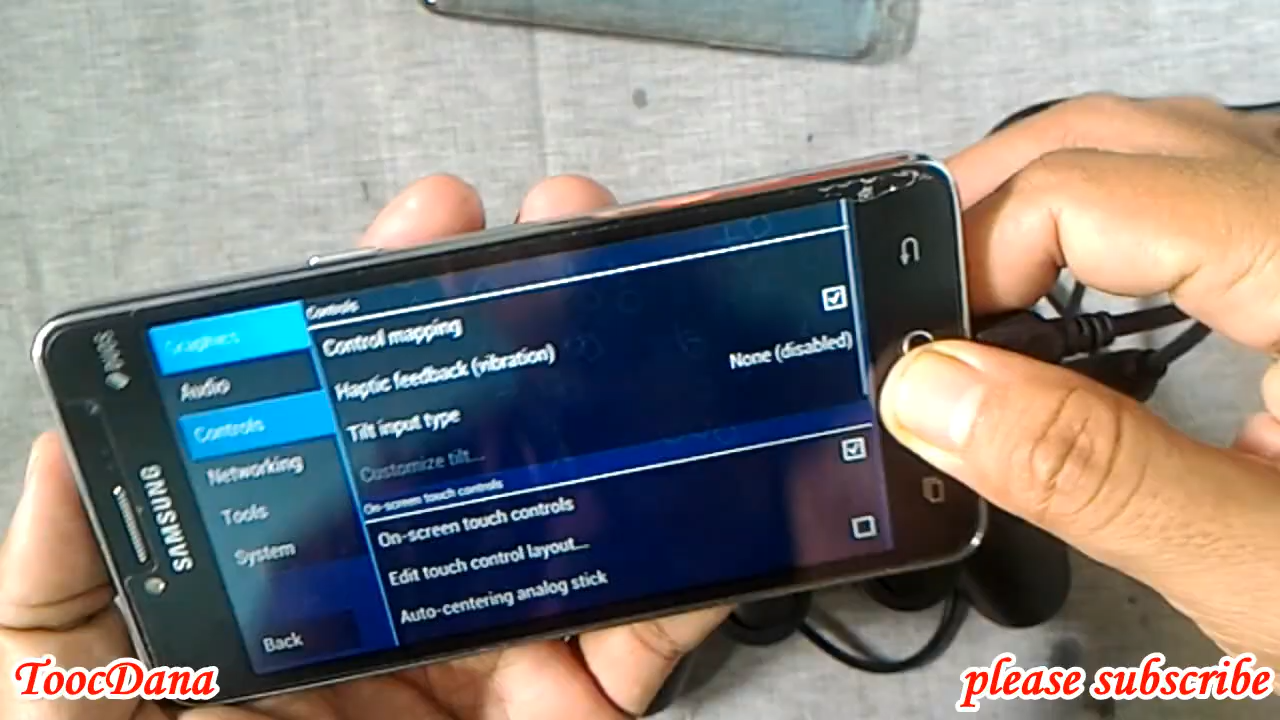 Graphics
Audio
Controls
Networking
Tools
System
Back
Controls
Control mapping
Haptic feedback (vibration)
Tilt input type
None (disabled)
Customize tilt...
On-screen touch controls
On-screen touch controls
Edit touch control layout...
Auto-centering analog stick
SAMSUNG
DUOS
ToocDana
please subscribe